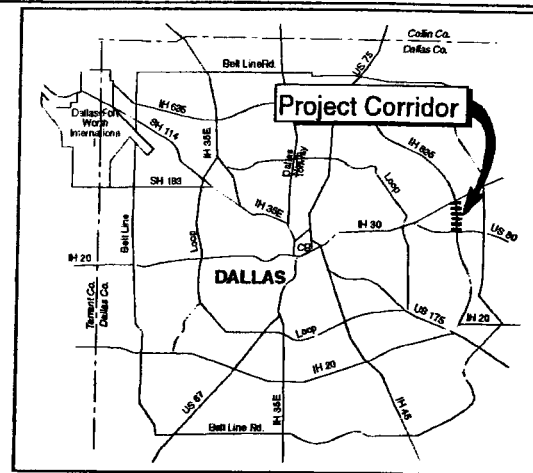 Collin Co.
Dallas Co.
US 75
Belt Line Rd.
IH 635
Project Corridor
Dallas-Fort
Worth
International
SH 114
IH 35E
Dallas
Tollway
Loop
IH 635
SH 183
IH 35E
Belt Line
Loop
CBD
IH 30
US 80
IH 20
DALLAS
Tarrant Co.
Dallas Co.
US 175
IH 20
Loop
IH 20
US 67
IH 35E
IH 45
Belt Line Rd.